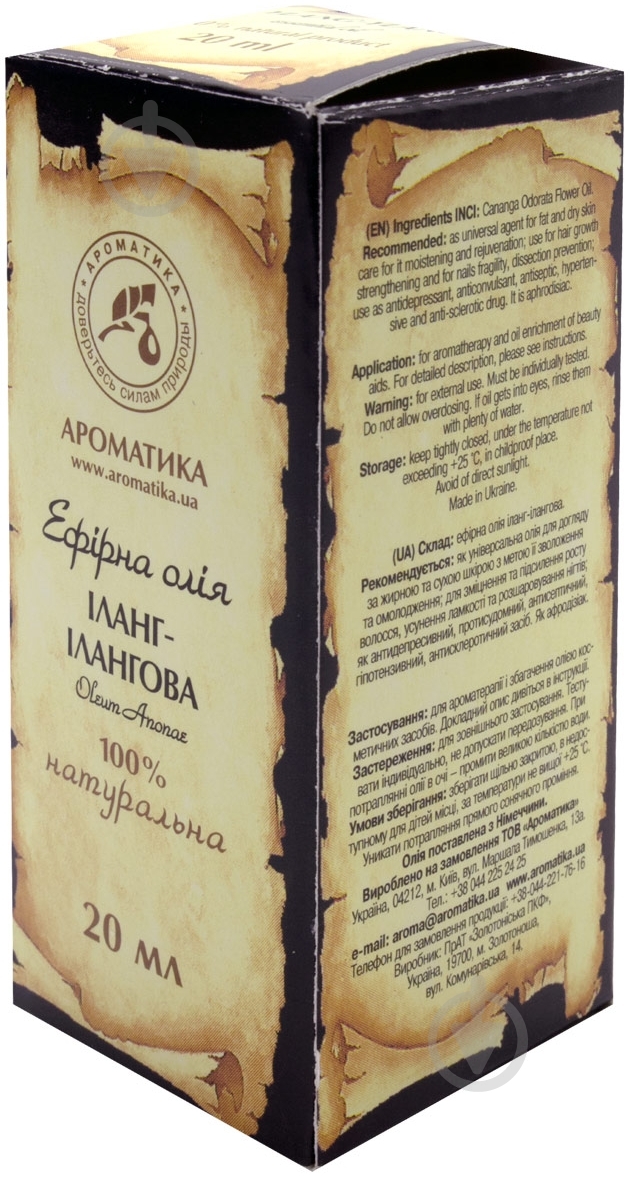 20 ml
АРОМАТИКА
доверьтесь силам природы
АРОМАТИКА
www.aromatika.ua
Ефірна олія
ІЛАНГ-
ІЛАНГОВА
Oleum Anonae
100%
натуральна
20 мл
(EN) Ingredients INCI: Cananga Odorata Flower Oil.
Recommended: as universal agent for fat and dry skin
care for it moistening and rejuvenation; use for hair growth
strengthening and for nails fragility, dissection prevention;
use as antidepressant, anticonvulsant, antiseptic, hyperten-
sive and anti-sclerotic drug. It is aphrodisiac.
Application: for aromatherapy and oil enrichment of beauty
aids. For detailed description, please see instructions.
Warning: for external use. Must be individually tested.
Do not allow overdosing. If oil gets into eyes, rinse them
with plenty of water.
Storage: keep tightly closed, under the temperature not
exceeding +25 °C, in childproof place.
Avoid of direct sunlight.
Made in Ukraine.
(UA) Склад: ефірна олія іланг-ілангова.
Рекомендується: як універсальна олія для догляду
за жирною та сухою шкірою з метою її зволоження
та омолодження; для зміцнення та підсилення росту
волосся, усунення ламкості та розшаровування нігтів;
як антидепресивний, протисудомний, антисептичний,
гіпотензивний, антисклеротичний засіб. Як афродізіак.
Застосування: для ароматерапії і збагачення олією кос-
метичних засобів. Докладний опис дивіться в інструкції.
Застереження: для зовнішнього застосування. Тесту-
вати індивідуально, не допускати передозування. При
потраплянні олії в очі – промити великою кількістю води.
Умови зберігання: зберігати щільно закритою, в недос-
тупному для дітей місці, за температури не вищої +25 °С.
Уникати потрапляння прямого сонячного проміння.
Олія поставлена з Німеччини.
Вироблено на замовлення ТОВ «Ароматика»
Україна, 04212, м. Київ, вул. Маршала Тимошенка, 13а.
Тел.: +38 044 225 24 25
e-mail: aroma@aromatika.ua www.aromatika.ua
Телефон для замовлення продукції: +38-044-221-76-16
Виробник: ПрАТ «Золотоніська ПКФ»,
Україна, 19700, м. Золотоноша,
вул. Комунарівська, 14.